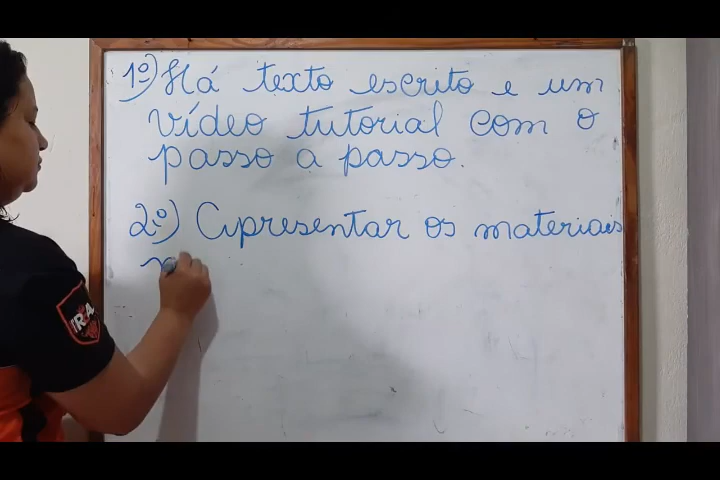 1º) Há texto escrito e um
vídeo tutorial com o
passo a passo.
2º) Apresentar os materiais